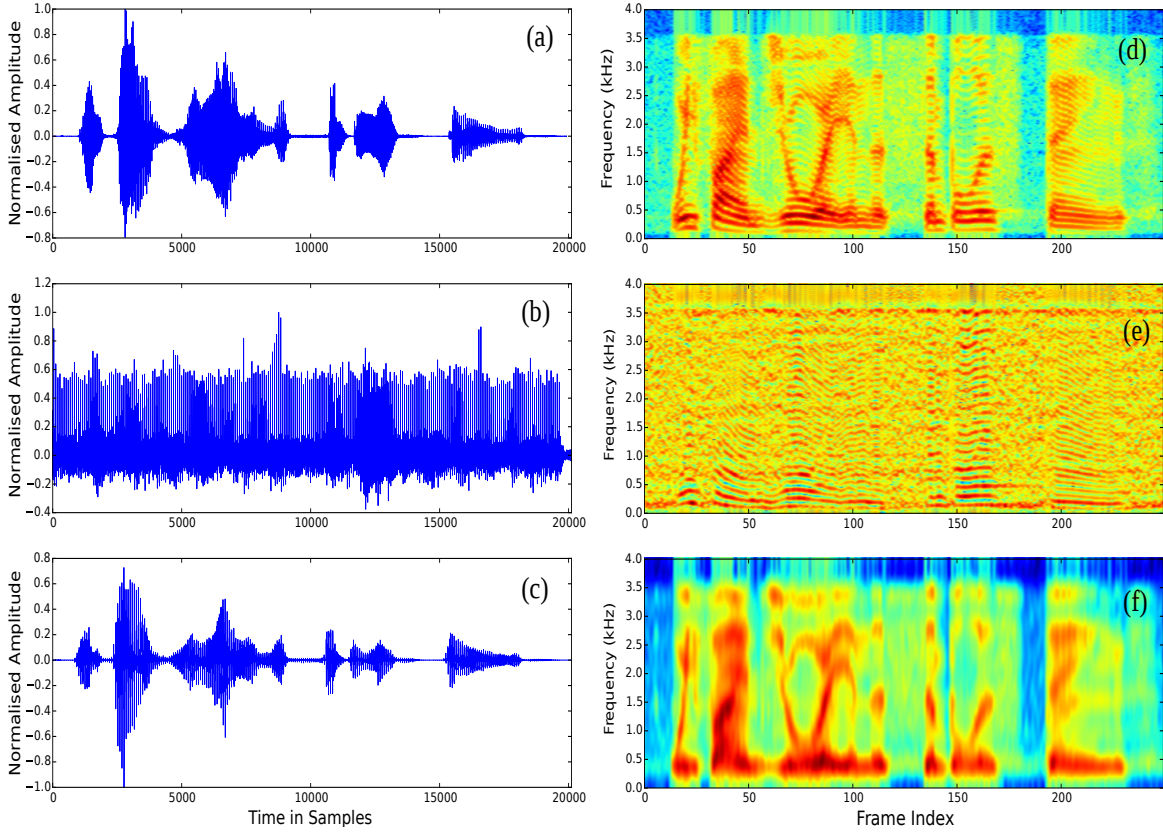 Normalised Amplitude
1.0
0.8
0.6
0.4
0.2
0.0
−0.2
−0.4
−0.6
−0.8
0 5000 10000 15000 20000
(a)
Frequency (kHz)
4.0
3.5
3.0
2.5
2.0
1.5
1.0
0.5
0.0
0 50 100 150 200
(d)
Normalised Amplitude
1.2
1.0
0.8
0.6
0.4
0.2
0.0
−0.2
−0.4
0 5000 10000 15000 20000
(b)
Frequency (kHz)
4.0
3.5
3.0
2.5
2.0
1.5
1.0
0.5
0.0
0 50 100 150 200
(e)
Normalised Amplitude
0.8
0.6
0.4
0.2
0.0
−0.2
−0.4
−0.6
−0.8
−1.0
0 5000 10000 15000 20000
Time in Samples
(c)
Frequency (kHz)
4.0
3.5
3.0
2.5
2.0
1.5
1.0
0.5
0.0
0 50 100 150 200
Frame Index
(f)